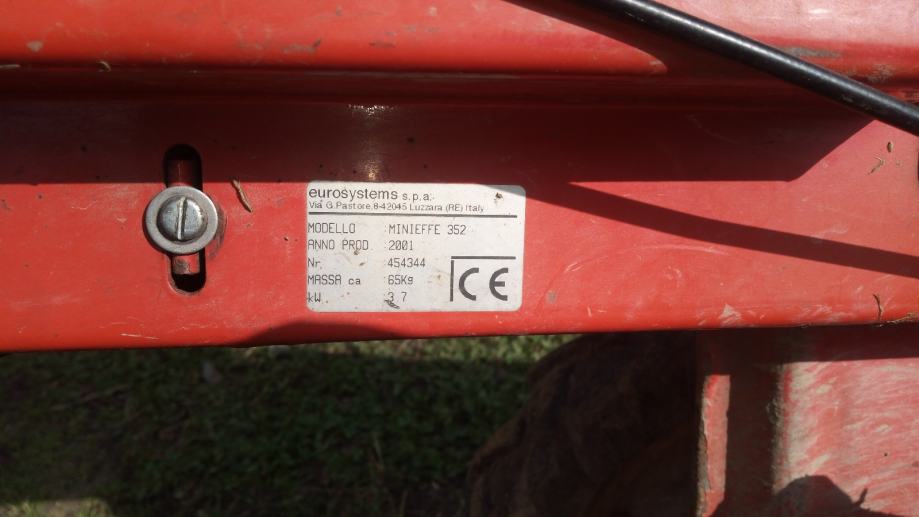 eurosystems s.p.a.
Via G.Pastore,8-42045 Luzzara (RE) Italy
MODELLO MINIEFFE 352
ANNO PROD. 2001
Nr. 454344
MASSA ca 65Kg
kW 3 7
CE